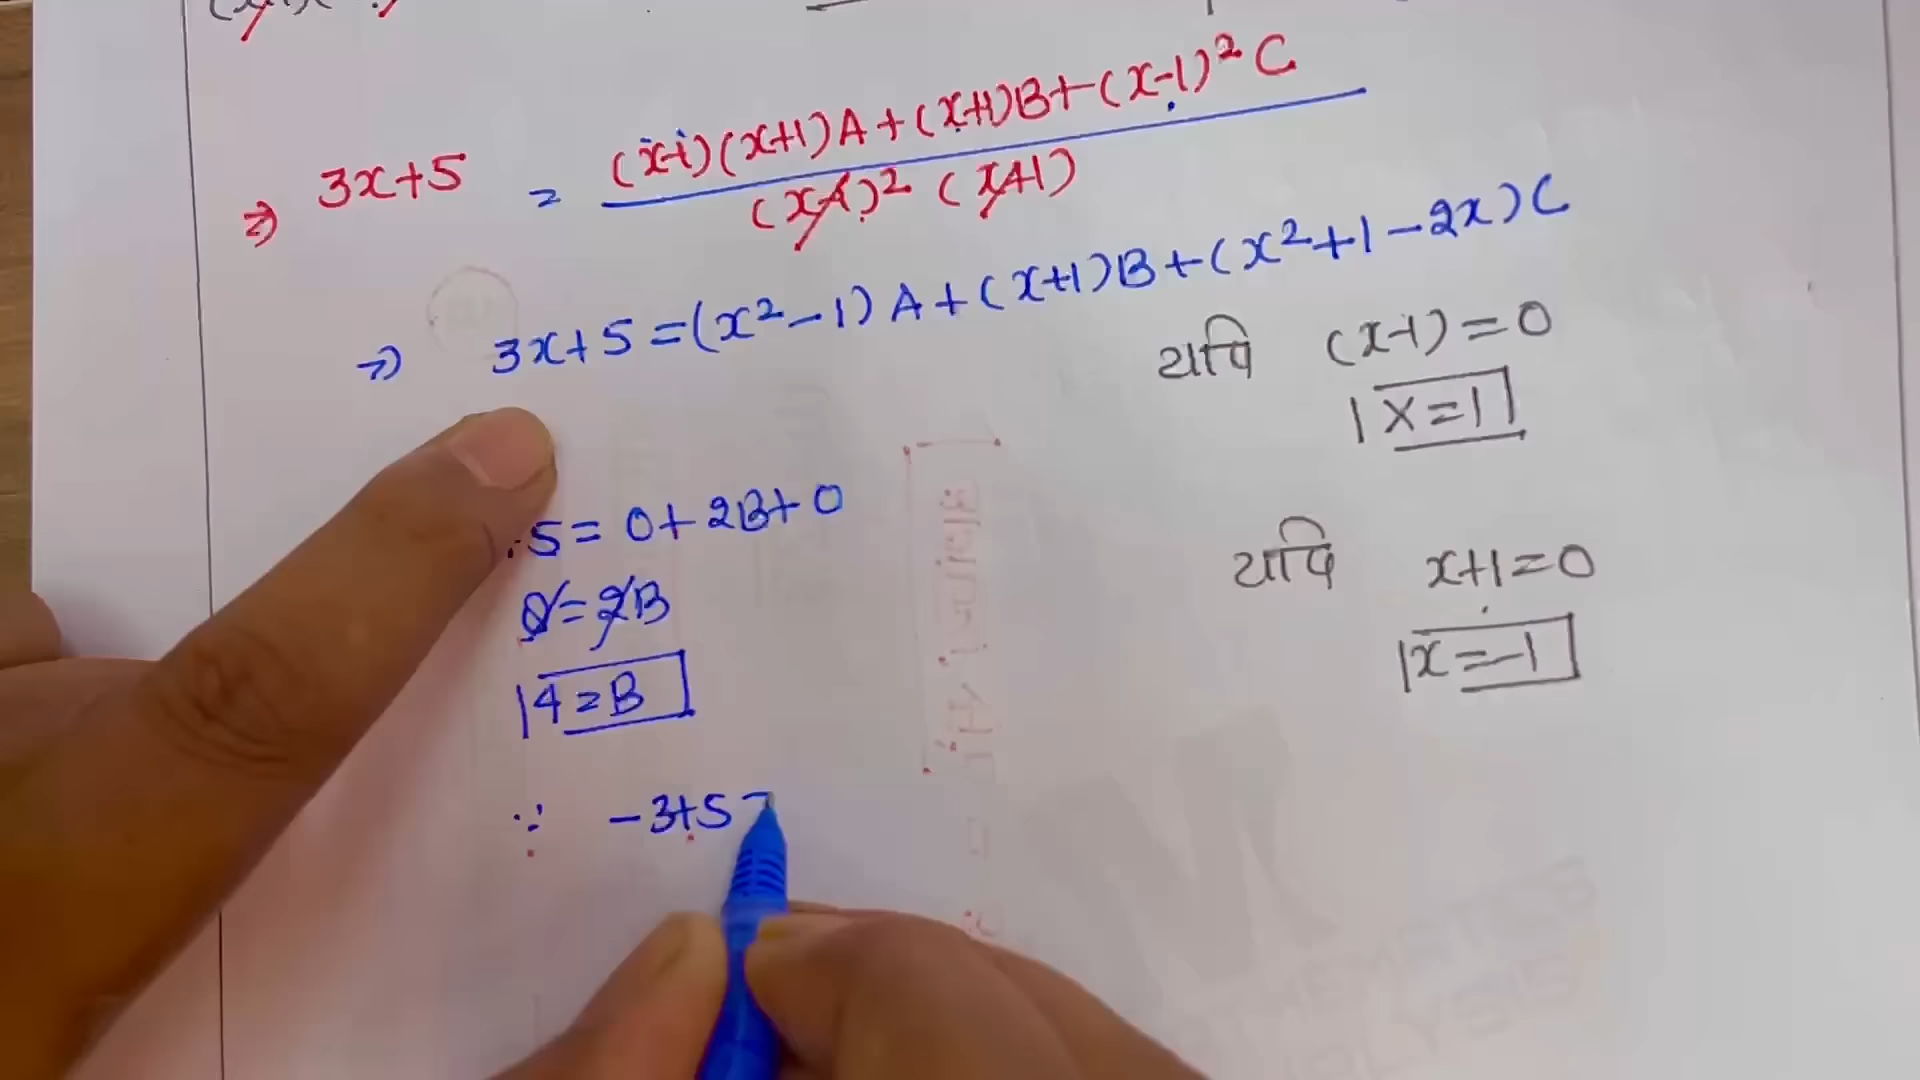 ⇒ 3x+5 = (x-1)(x+1)A+(x+1)B+(x-1)²C
(x-1)² (x+1)
⇒ 3x+5=(x²-1)A+(x+1)B+(x²+1-2x)C
यदि (x-1)=0
x=1
5= 0+2B+0
यदि x+1=0
8=2B
x=-1
4=B
∵ -3+5=